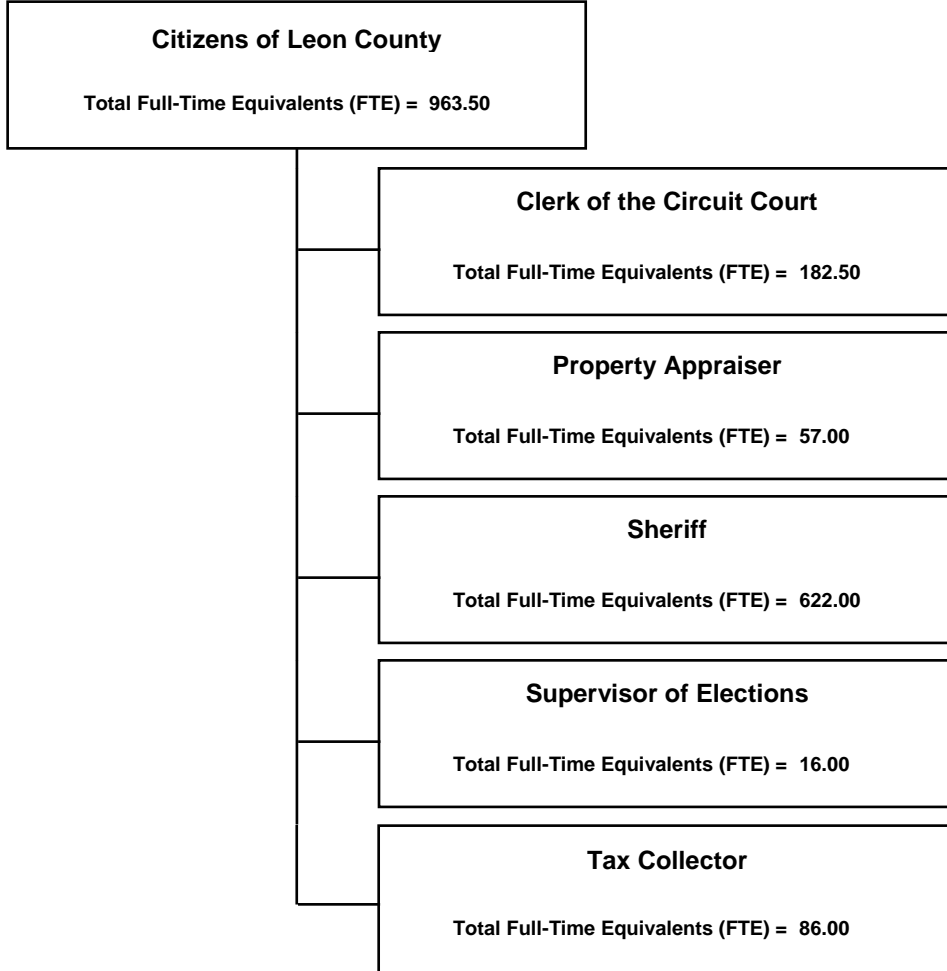 Citizens of Leon County
Total Full-Time Equivalents (FTE) = 963.50
Clerk of the Circuit Court
Total Full-Time Equivalents (FTE) = 182.50
Property Appraiser
Total Full-Time Equivalents (FTE) = 57.00
Sheriff
Total Full-Time Equivalents (FTE) = 622.00
Supervisor of Elections
Total Full-Time Equivalents (FTE) = 16.00
Tax Collector
Total Full-Time Equivalents (FTE) = 86.00